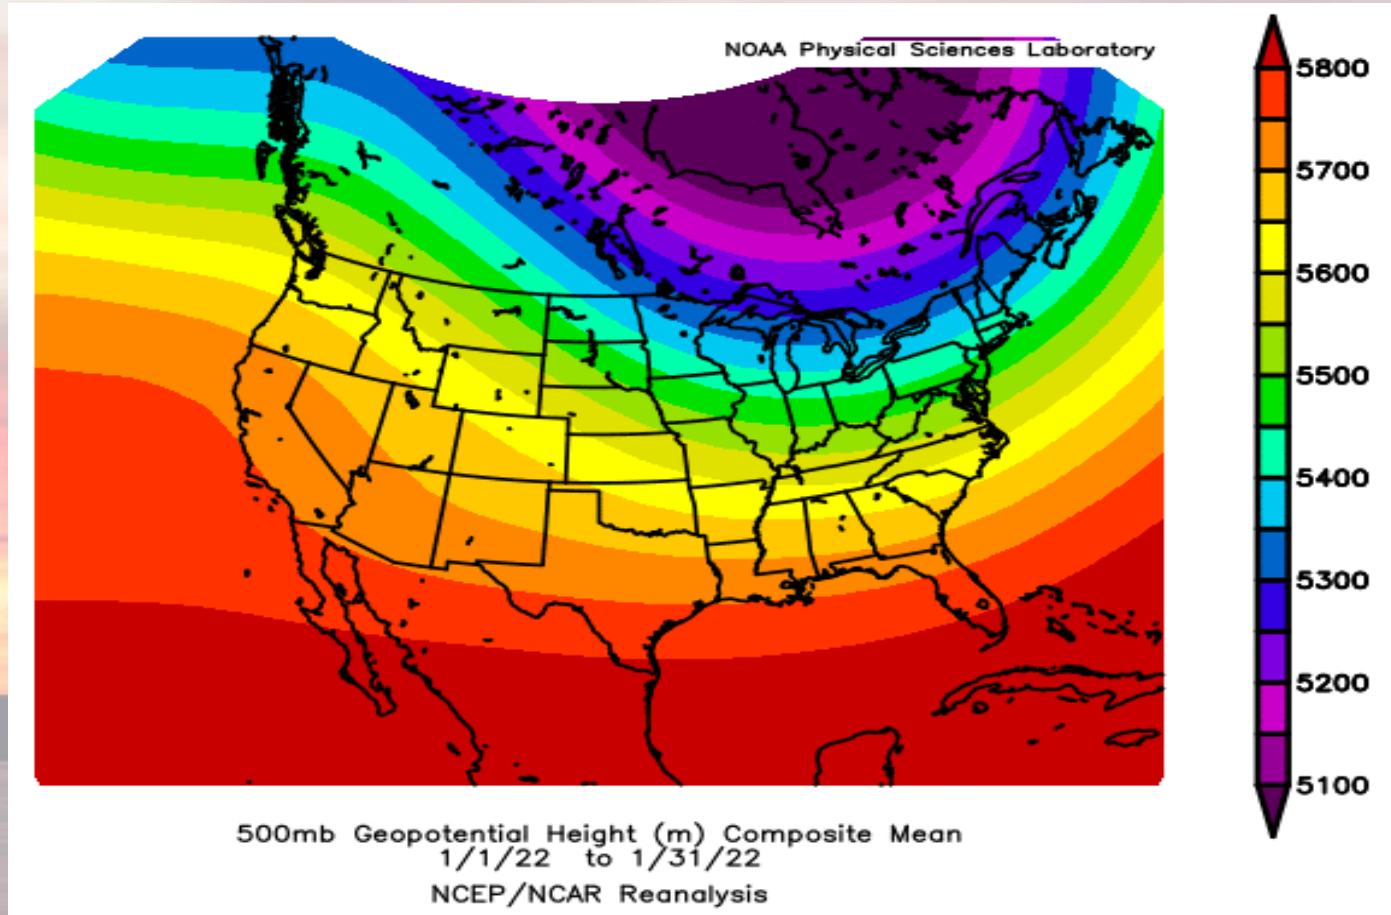 NOAA Physical Sciences Laboratory
5800
5700
5600
5500
5400
5300
5200
5100
500mb Geopotential Height (m) Composite Mean
1/1/22 to 1/31/22
NCEP/NCAR Reanalysis